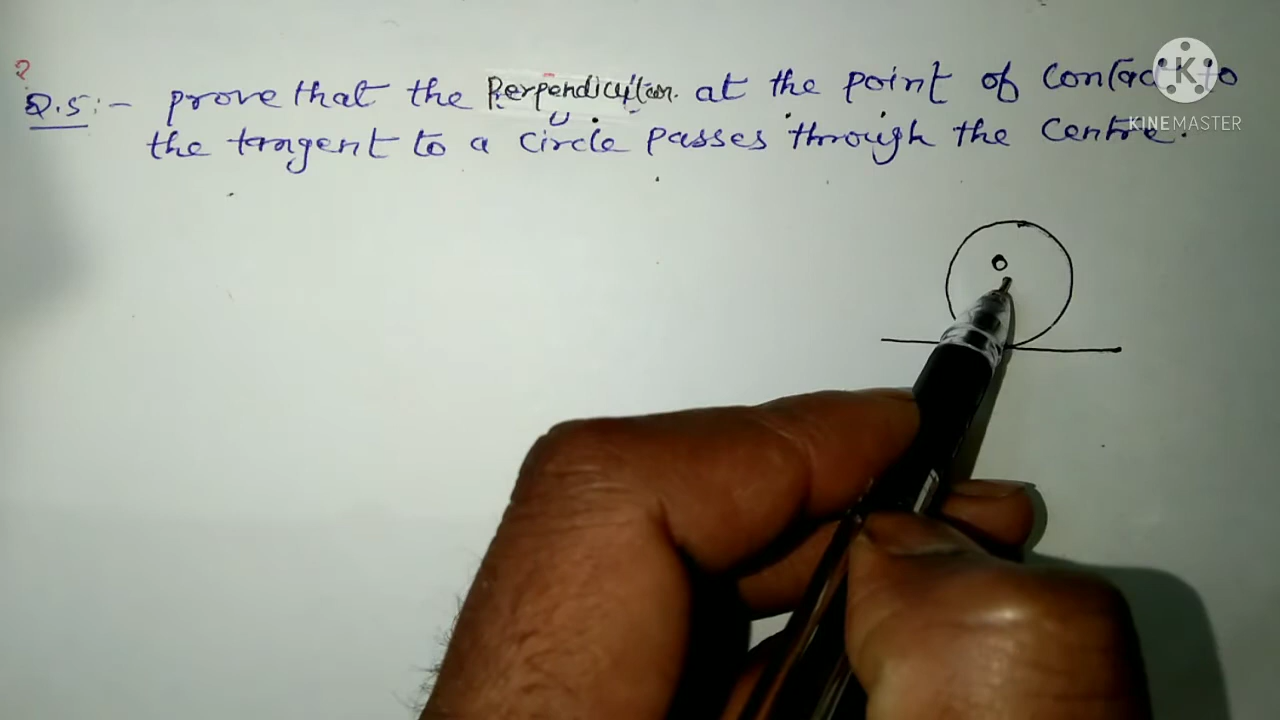 ?
Q.5:- prove that the Perpendicular at the point of Contact to
the tangent to a circle passes through the Centre.
K
KINEMASTER
O